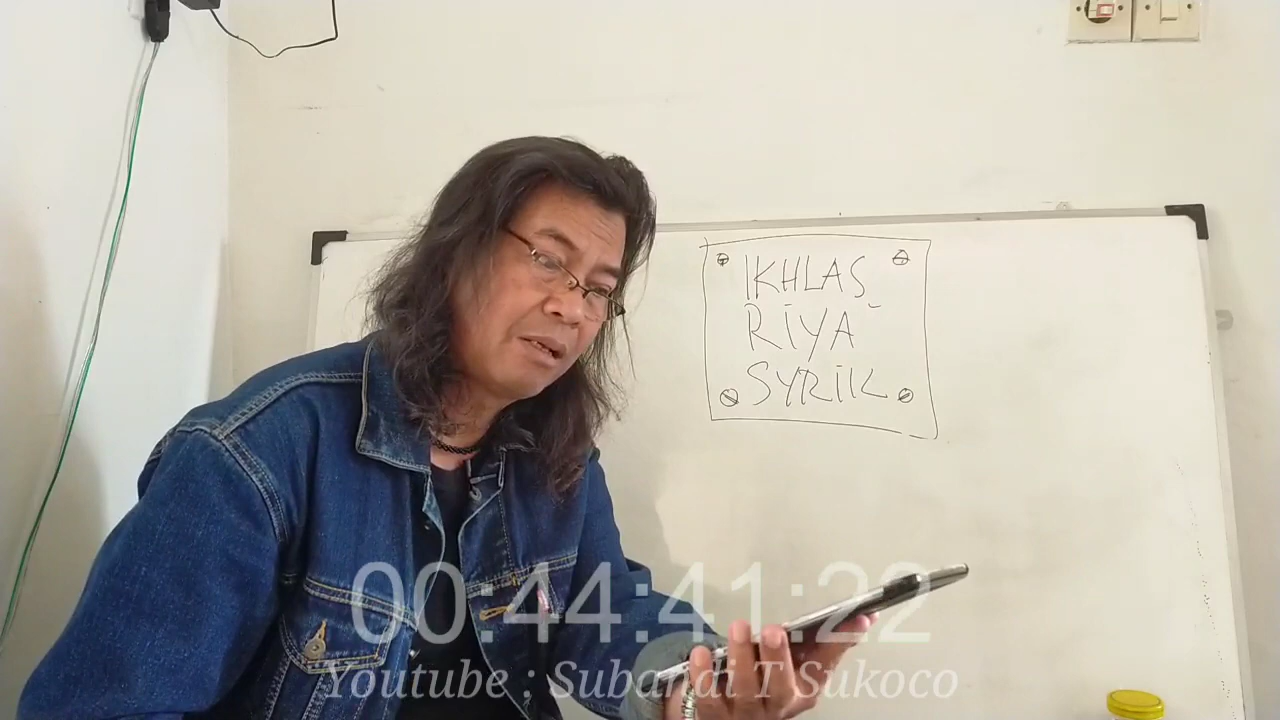 IKHLAS
RIYA
SYRIK
00:44:41:22
Youtube : Subandi T Sukoco